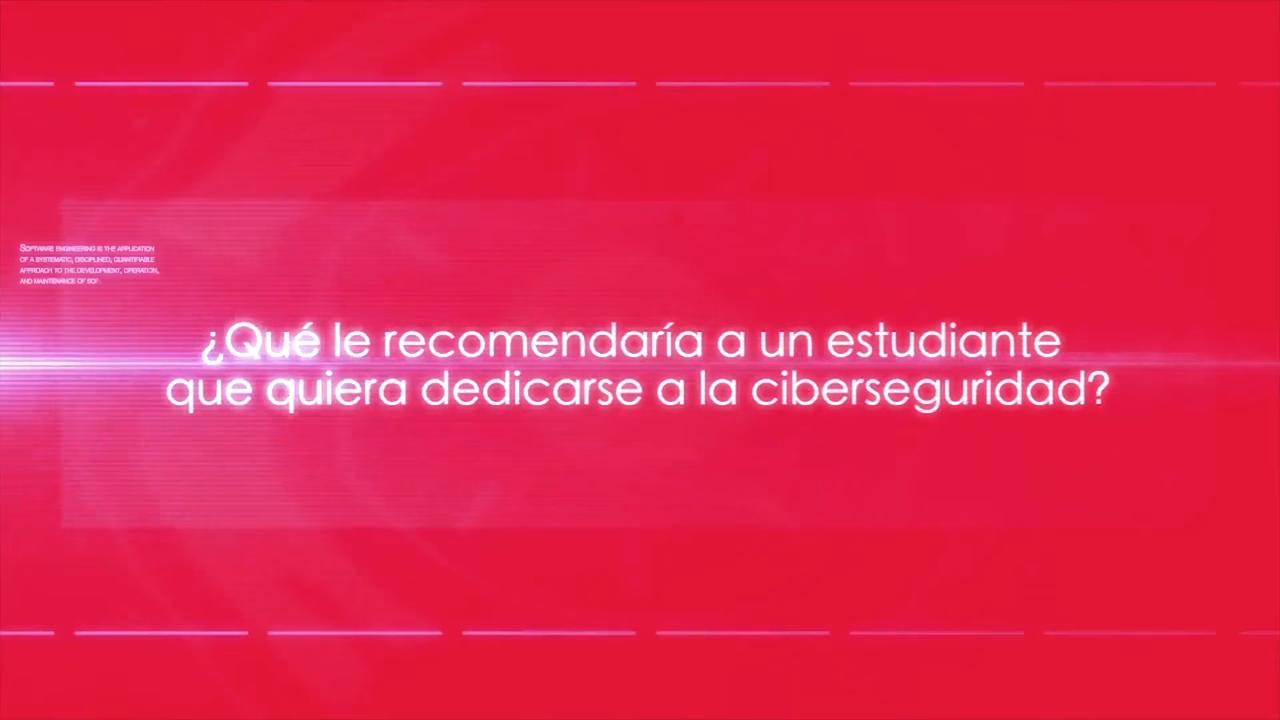 SOFTWARE ENGINEERING IS THE APPLICATION
OF A SYSTEMATIC, DISCIPLINED, QUANTIFIABLE
APPROACH TO THE DEVELOPMENT, OPERATION,
AND MAINTENANCE OF SOF
¿Qué le recomendaría a un estudiante
que quiera dedicarse a la ciberseguridad?